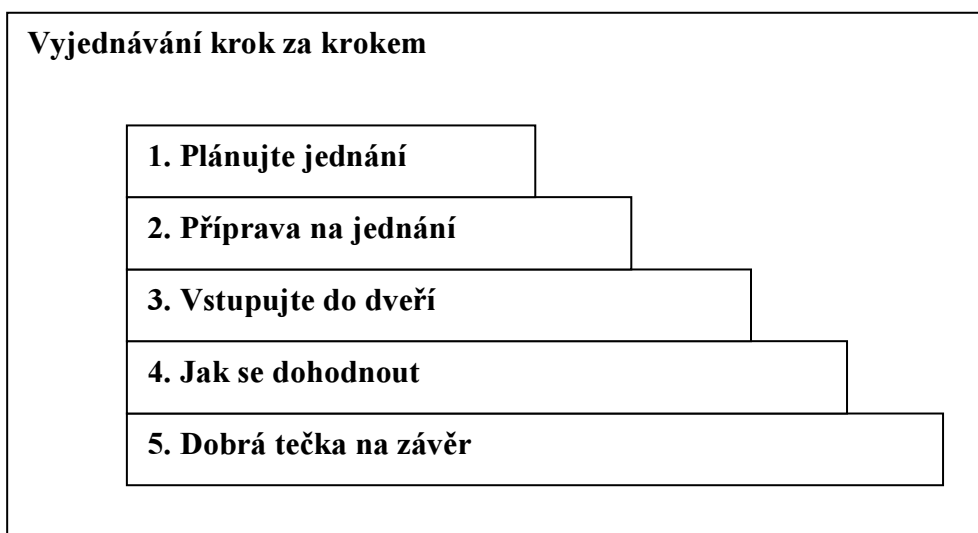 Vyjednávání krok za krokem
1. Plánujte jednání
2. Příprava na jednání
3. Vstupujte do dveří
4. Jak se dohodnout
5. Dobrá tečka na závěr